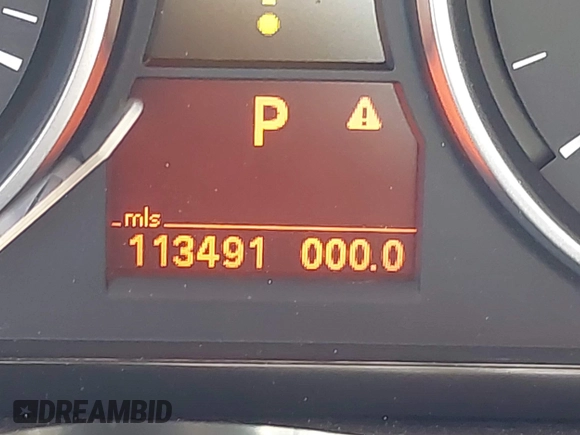 P
mls
113491 000.0
DREAMBID